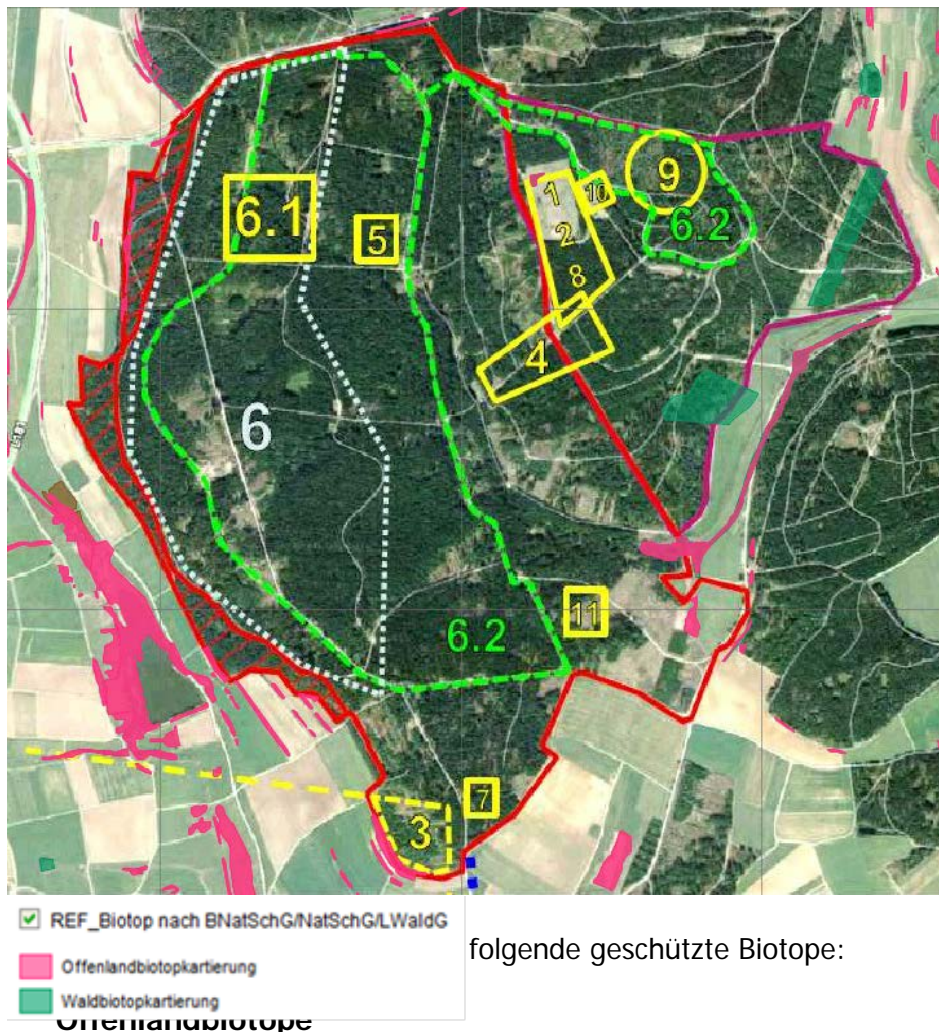 9
1
10
6.1
6.2
5
2
8
4
6
11
6.2
7
3
REF_Biotop nach BNatSchG/NatSchG/LWaldG
folgende geschützte Biotope:
Offenlandbiotopkartierung
Waldbiotopkartierung
Offenlandbiotope